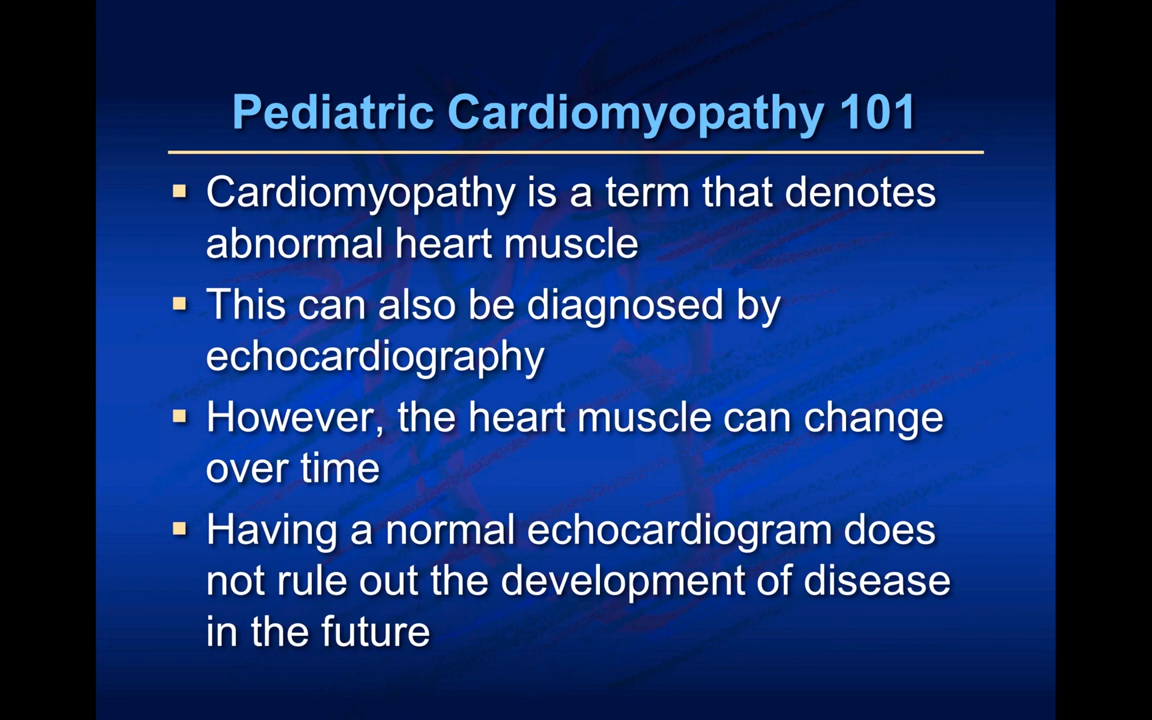 Pediatric Cardiomyopathy 101
▪ Cardiomyopathy is a term that denotes
abnormal heart muscle
▪ This can also be diagnosed by
echocardiography
▪ However, the heart muscle can change
over time
▪ Having a normal echocardiogram does
not rule out the development of disease
in the future